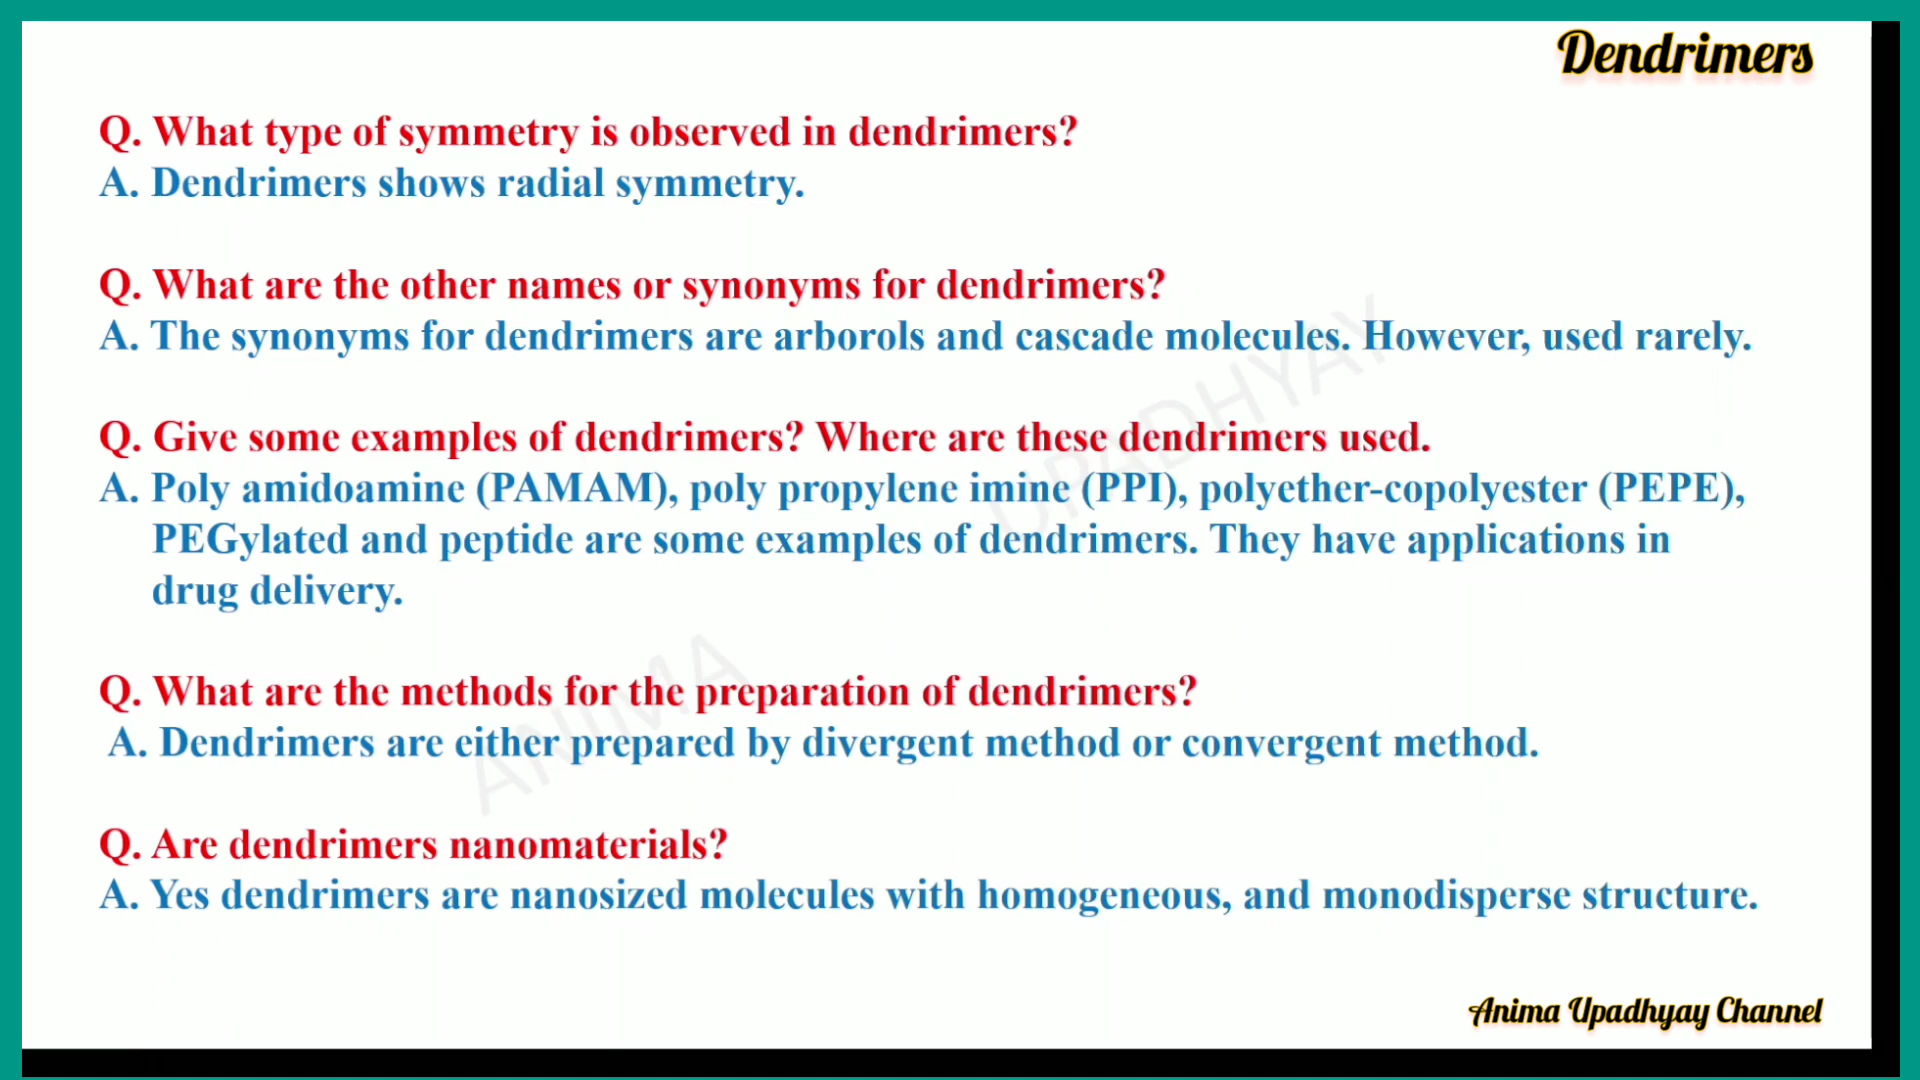 Dendrimers
Q. What type of symmetry is observed in dendrimers?
A. Dendrimers shows radial symmetry.
Q. What are the other names or synonyms for dendrimers?
A. The synonyms for dendrimers are arborols and cascade molecules. However, used rarely.
Q. Give some examples of dendrimers? Where are these dendrimers used.
A. Poly amidoamine (PAMAM), poly propylene imine (PPI), polyether-copolyester (PEPE),
PEGylated and peptide are some examples of dendrimers. They have applications in
drug delivery.
Q. What are the methods for the preparation of dendrimers?
A. Dendrimers are either prepared by divergent method or convergent method.
Q. Are dendrimers nanomaterials?
A. Yes dendrimers are nanosized molecules with homogeneous, and monodisperse structure.
ANIMA UPADHYAY
Anima Upadhyay Channel